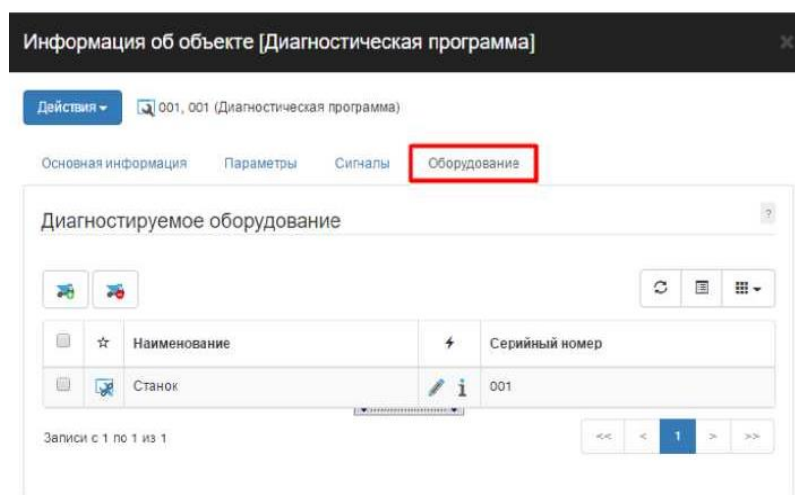 Информация об объекте [Диагностическая программа]
Действия
001, 001 (Диагностическая программа)
Основная информация Параметры Сигналы Оборудование
Диагностируемое оборудование
?
Наименование Серийный номер
Станок 001
Записи с 1 по 1 из 1
<< < 1 > >>